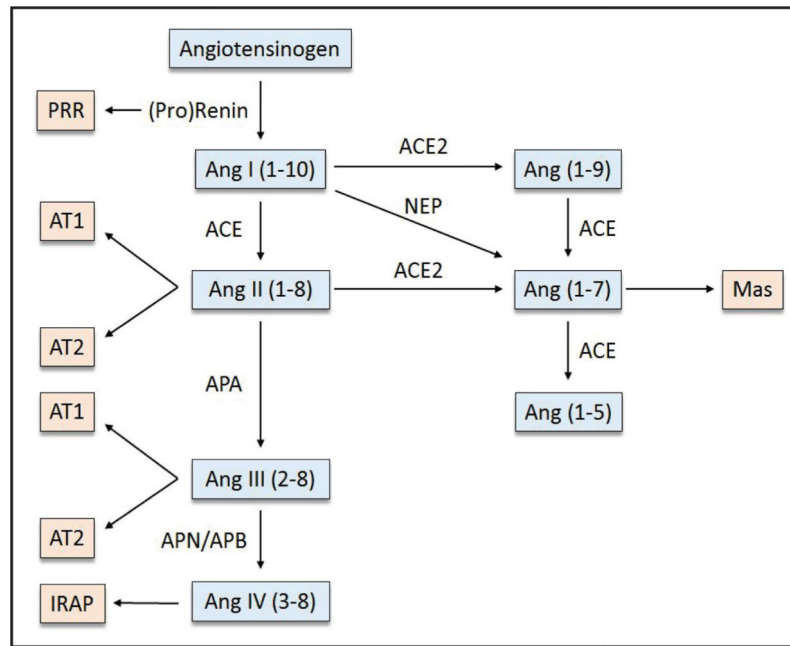 Angiotensinogen
PRR
(Pro)Renin
Ang I (1-10)
ACE2
Ang (1-9)
AT1
ACE
NEP
ACE
Ang II (1-8)
ACE2
Ang (1-7)
Mas
AT2
APA
ACE
AT1
Ang (1-5)
Ang III (2-8)
AT2
APN/APB
IRAP
Ang IV (3-8)